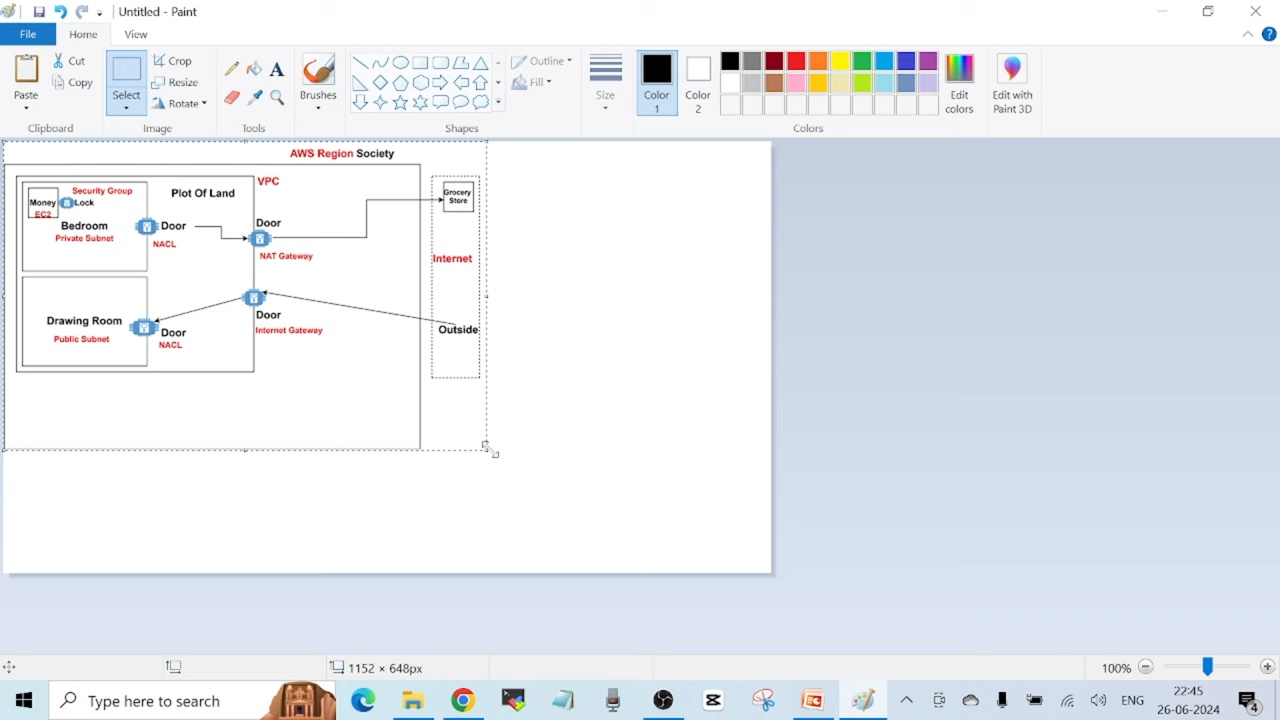 Untitled - Paint
File
Home
View
Paste
Cut
Copy
Clipboard
Select
Crop
Resize
Rotate
Image
A
Tools
Brushes
Outline
Fill
Shapes
Size
Color 1
Color 2
Edit colors
Colors
Edit with Paint 3D
AWS Region Society
VPC
Plot Of Land
Security Group
Money
Lock
EC2
Bedroom
Private Subnet
Door
NACL
Door
NAT Gateway
Grocery Store
Internet
Drawing Room
Public Subnet
Door
NACL
Door
Internet Gateway
Outside
1152 × 648px
100%
Type here to search
ENG
22:45
26-06-2024
4